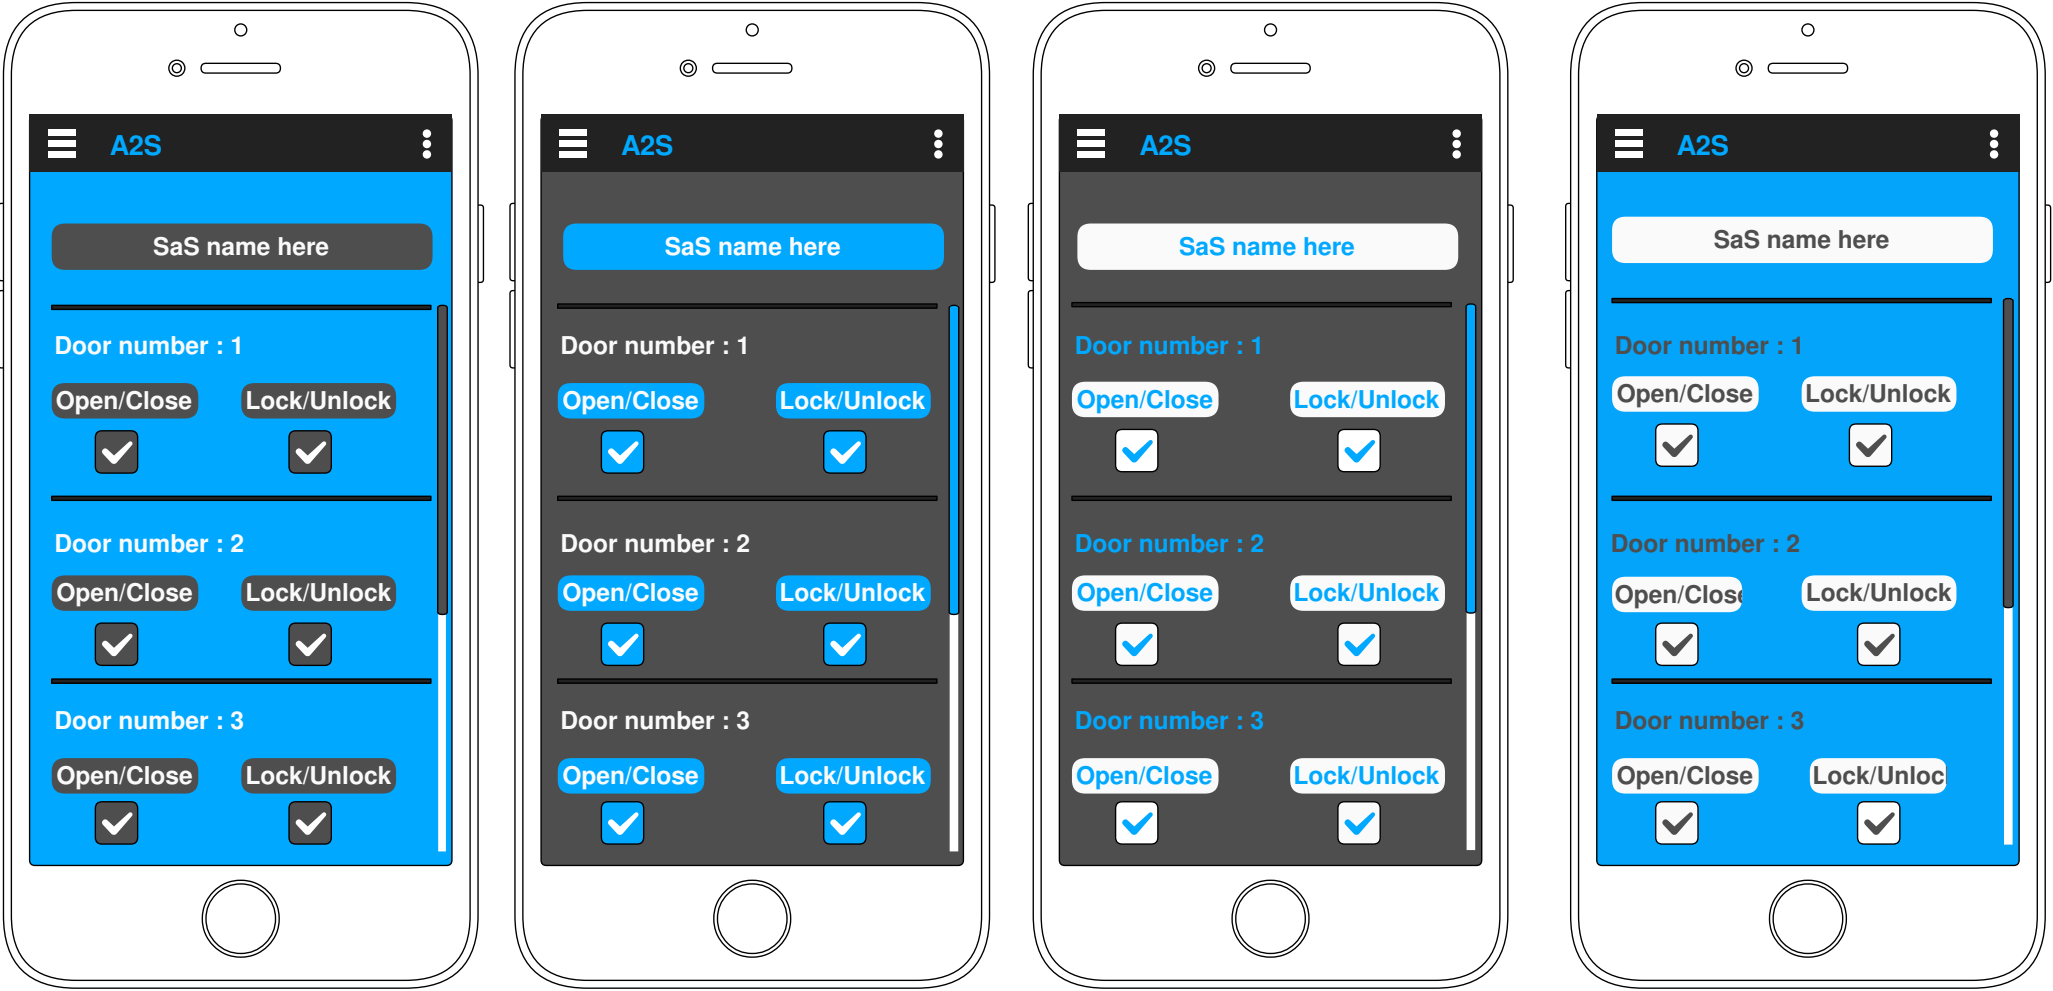 A2S
SaS name here
Door number : 1
Open/Close Lock/Unlock
Door number : 2
Open/Close Lock/Unlock
Door number : 3
Open/Close Lock/Unlock
A2S
SaS name here
Door number : 1
Open/Close Lock/Unlock
Door number : 2
Open/Close Lock/Unlock
Door number : 3
Open/Close Lock/Unlock
A2S
SaS name here
Door number : 1
Open/Close Lock/Unlock
Door number : 2
Open/Close Lock/Unlock
Door number : 3
Open/Close Lock/Unlock
A2S
SaS name here
Door number : 1
Open/Close Lock/Unlock
Door number : 2
Open/Close Lock/Unlock
Door number : 3
Open/Close Lock/Unloc